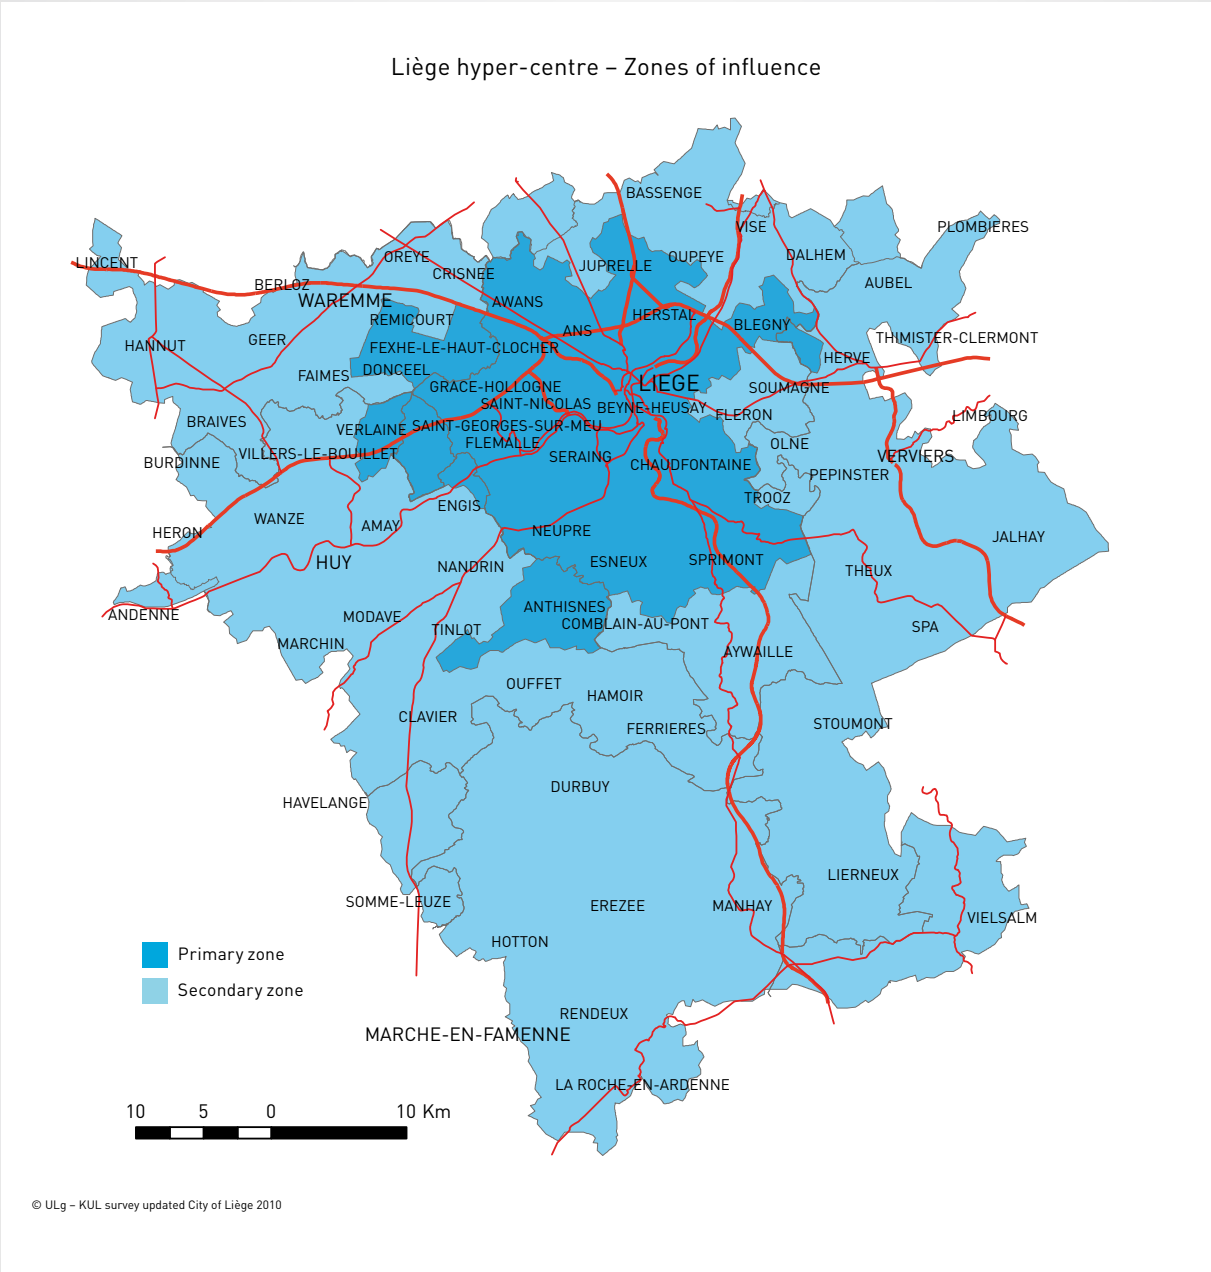 Liège hyper-centre – Zones of influence
BASSENGE
VISE
PLOMBIERES
OREYE
OUPEYE
DALHEM
LINCENT
CRISNEE
JUPRELLE
BERLOZ
AUBEL
WAREMME
AWANS
REMICOURT
HERSTAL
BLEGNY
ANS
GEER
THIMISTER-CLERMONT
HANNUT
FEXHE-LE-HAUT-CLOCHER
HERVE
DONCEEL
FAIMES
LIEGE
GRACE-HOLLOGNE
SOUMAGNE
SAINT-NICOLAS
BEYNE-HEUSAY
FLERON
LIMBOURG
BRAIVES
VERLAINE
SAINT-GEORGES-SUR-MEU
FLEMALLE
OLNE
VILLERS-LE-BOUILLET
SERAING
VERVIERS
BURDINNE
CHAUDFONTAINE
PEPINSTER
TROOZ
ENGIS
WANZE
AMAY
HERON
NEUPRE
JALHAY
HUY
NANDRIN
ESNEUX
SPRIMONT
THEUX
ANDENNE
MODAVE
ANTHISNES
TINLOT
COMBLAIN-AU-PONT
SPA
MARCHIN
AYWAILLE
OUFFET
HAMOIR
CLAVIER
FERRIERES
STOUMONT
DURBUY
HAVELANGE
LIERNEUX
SOMME-LEUZE
EREZEE
MANHAY
VIELSALM
HOTTON
Primary zone
Secondary zone
RENDEUX
MARCHE-EN-FAMENNE
LA ROCHE-EN-ARDENNE
10 5 0 10 Km
© ULg – KUL survey updated City of Liège 2010